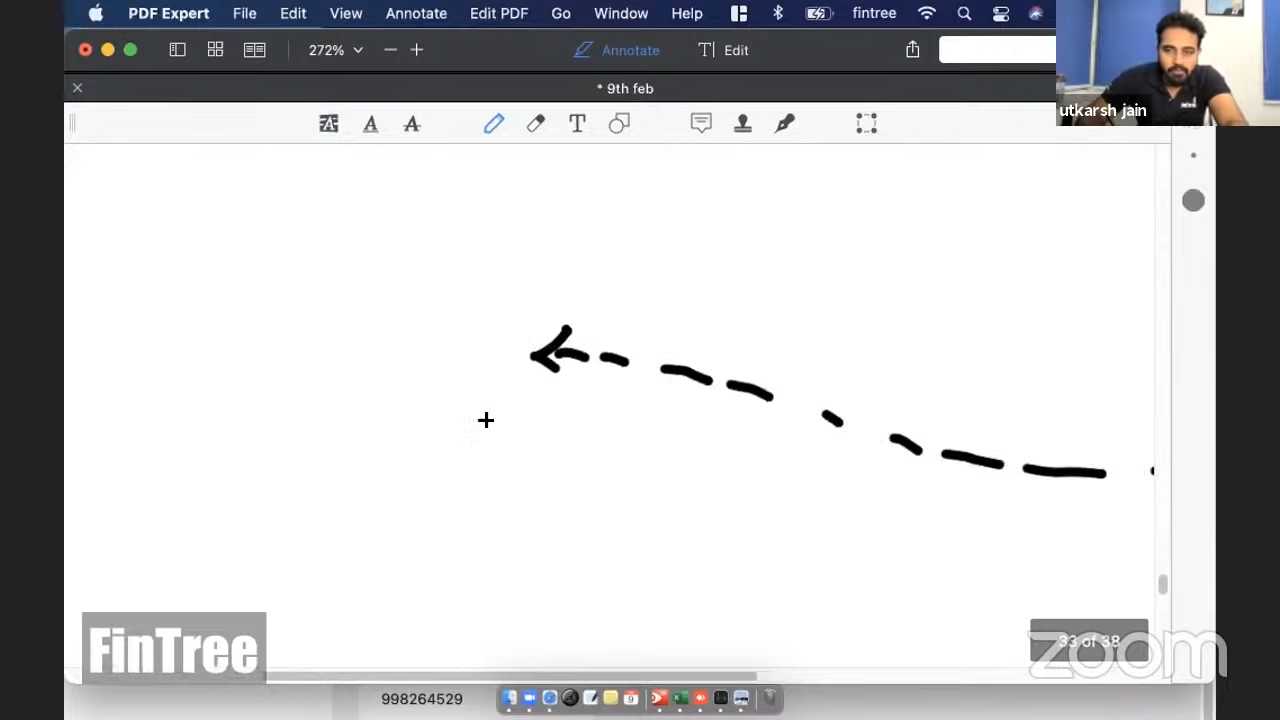 PDF Expert File Edit View Annotate Edit PDF Go Window Help fintree
272% Annotate T Edit
* 9th feb
A A A T
utkarsh jain
33 of 38
FinTree
zoom
998264529